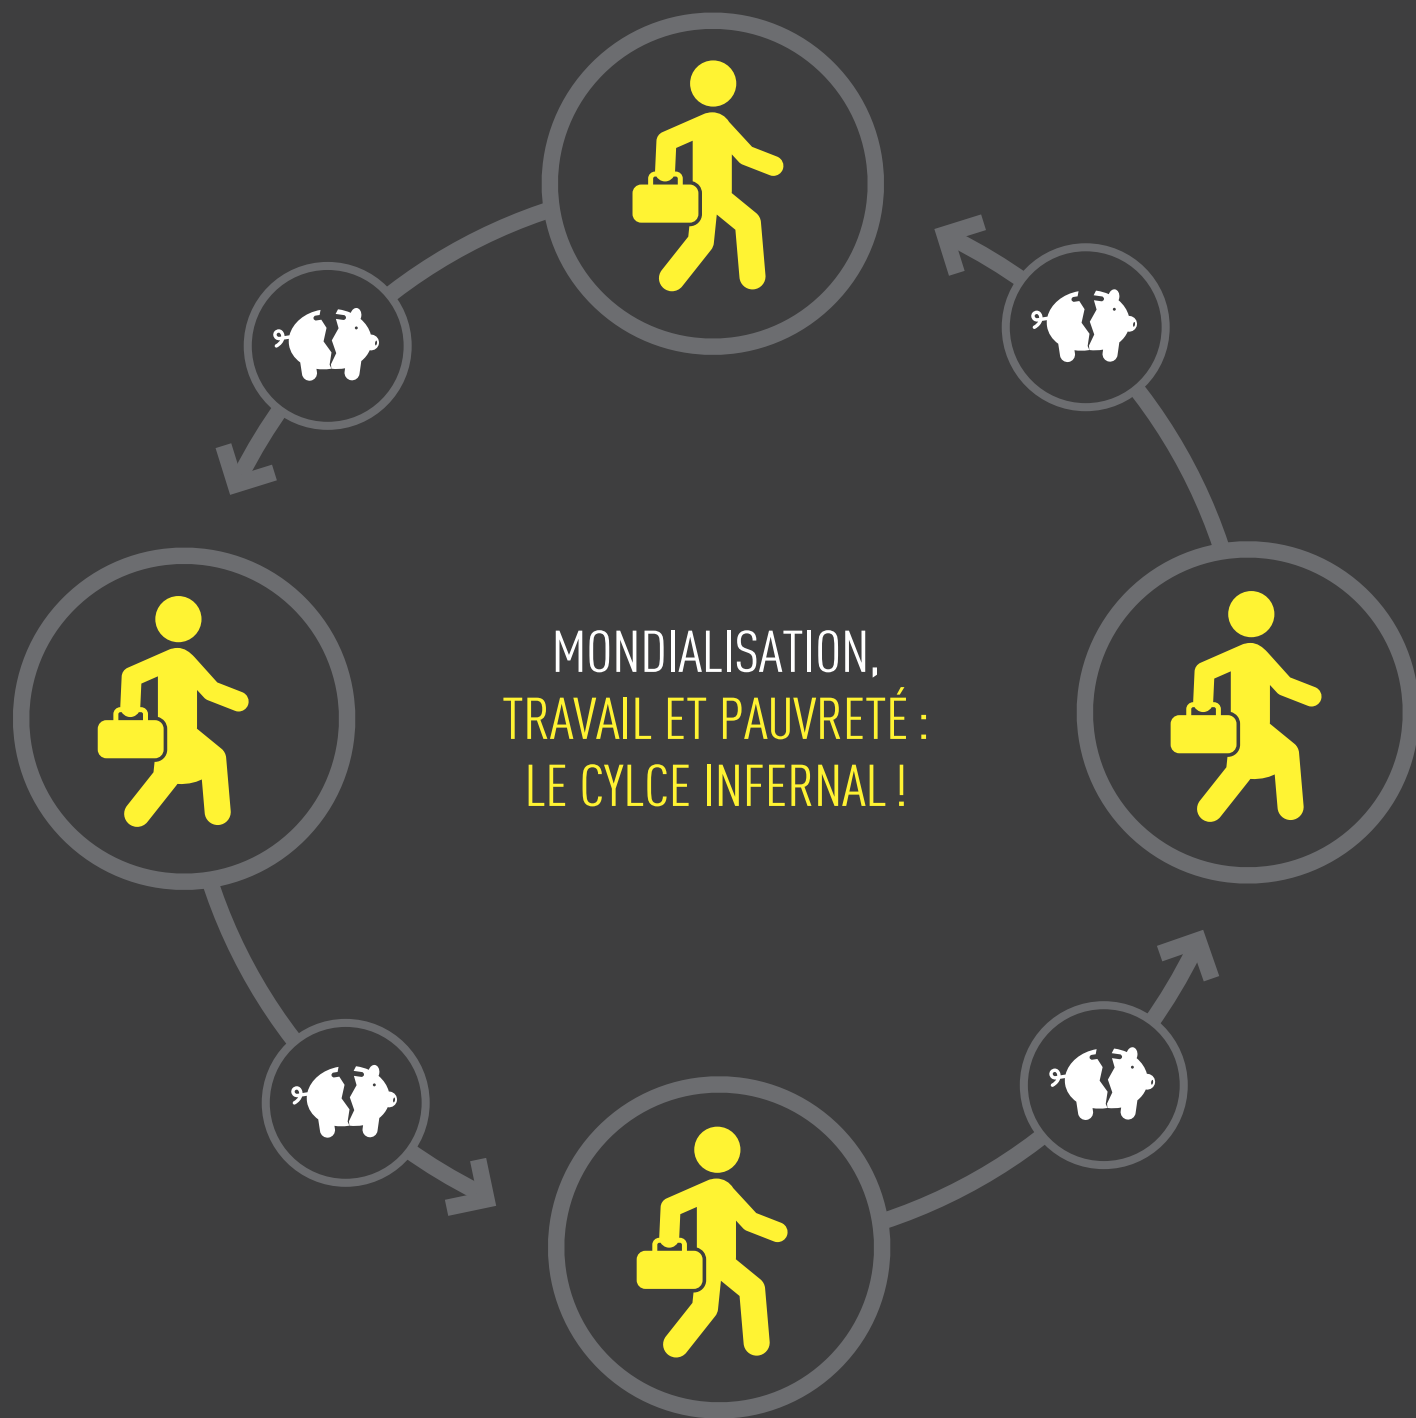 MONDIALISATION,
TRAVAIL ET PAUVRETÉ :
LE CYLCE INFERNAL !